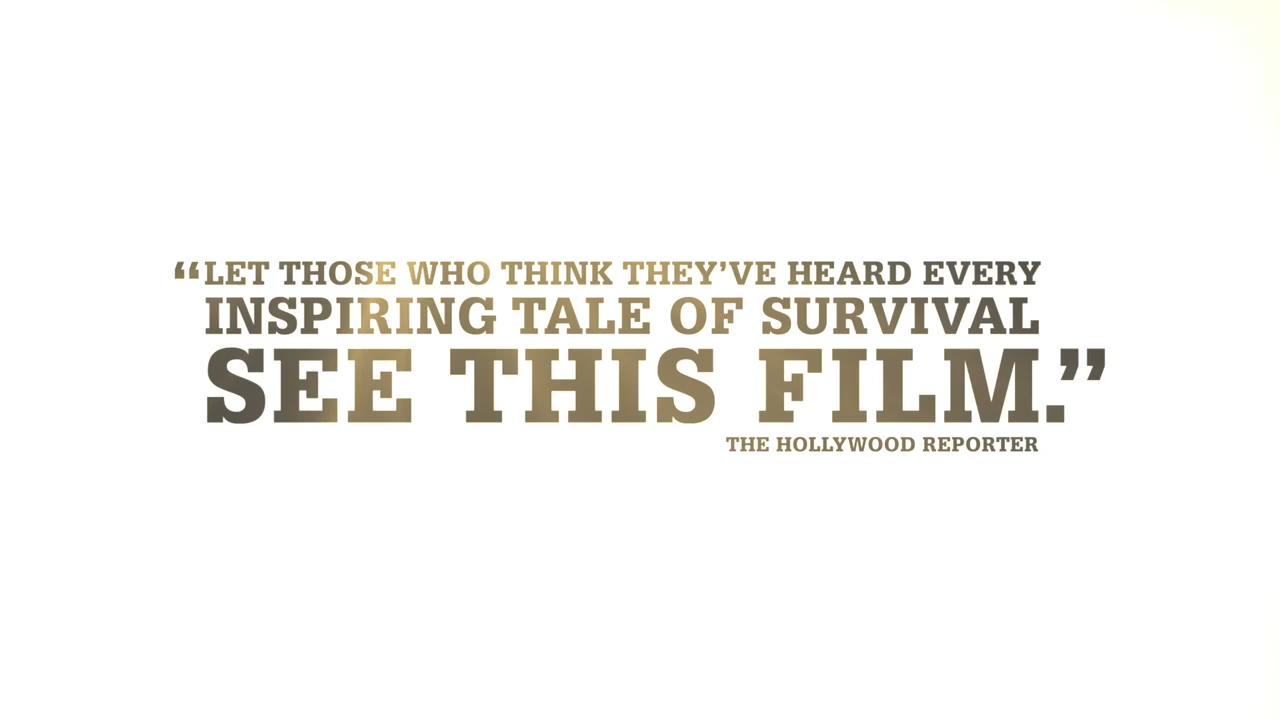 “LET THOSE WHO THINK THEY’VE HEARD EVERY
INSPIRING TALE OF SURVIVAL
SEE THIS FILM.”
THE HOLLYWOOD REPORTER